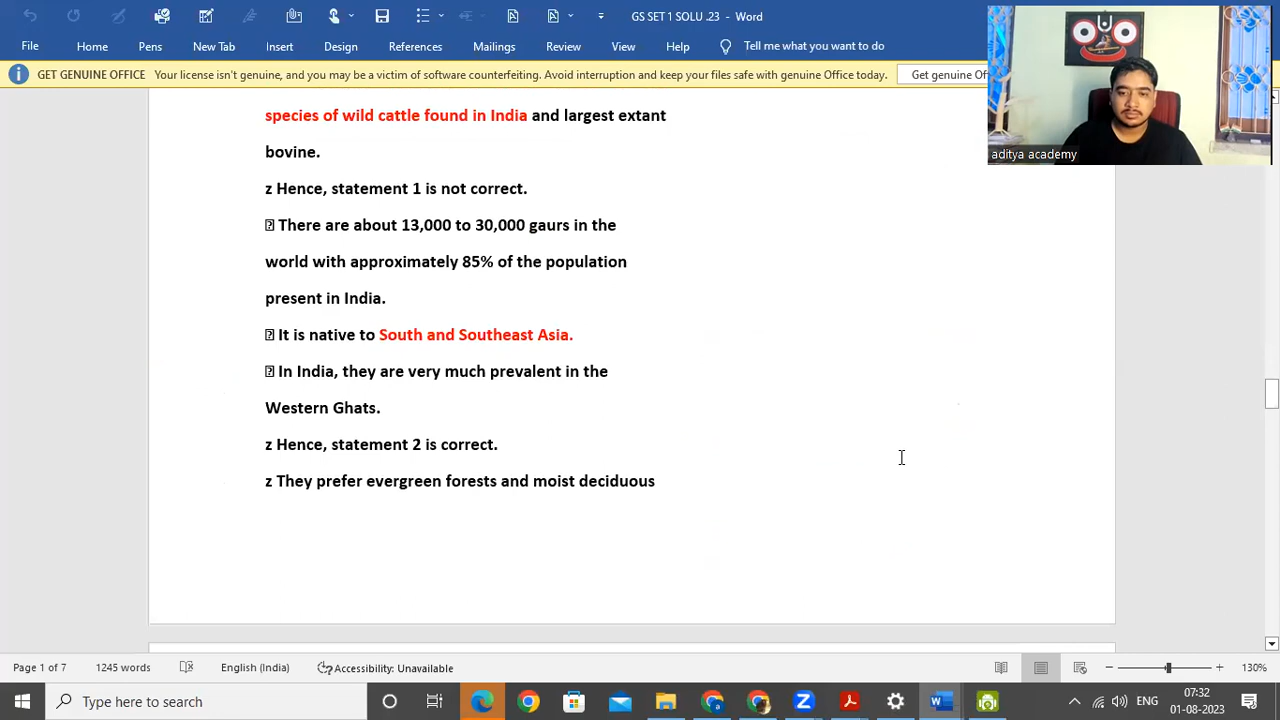 GS SET 1 SOLU .23 - Word
File Home Pens New Tab Insert Design References Mailings Review View Help Tell me what you want to do
GET GENUINE OFFICE Your license isn't genuine, and you may be a victim of software counterfeiting. Avoid interruption and keep your files safe with genuine Office today. Get genuine Of
aditya academy
species of wild cattle found in India and largest extant
bovine.
z Hence, statement 1 is not correct.
There are about 13,000 to 30,000 gaurs in the
world with approximately 85% of the population
present in India.
It is native to South and Southeast Asia.
In India, they are very much prevalent in the
Western Ghats.
z Hence, statement 2 is correct.
z They prefer evergreen forests and moist deciduous
Page 1 of 7 1245 words English (India) Accessibility: Unavailable 130%
Type here to search ENG 07:32
01-08-2023